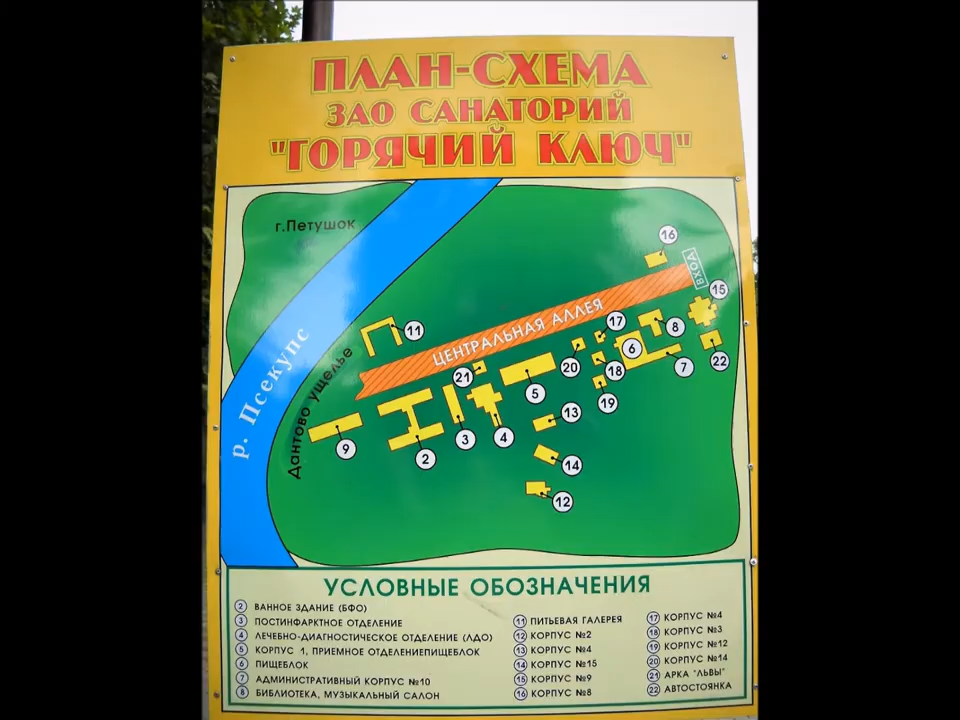 ПЛАН-СХЕМА
ЗАО САНАТОРИЙ
"ГОРЯЧИЙ КЛЮЧ"
г.Петушок
р. Псекупс
Дантово ущелье
ЦЕНТРАЛЬНАЯ АЛЛЕЯ
ВХОД
16
15
11
17
8
6
22
21
20
18
7
5
19
13
9
2
3
4
14
12
УСЛОВНЫЕ ОБОЗНАЧЕНИЯ
2 ВАННОЕ ЗДАНИЕ (БФО)
3 ПОСТИНФАРКТНОЕ ОТДЕЛЕНИЕ
4 ЛЕЧЕБНО-ДИАГНОСТИЧЕСКОЕ ОТДЕЛЕНИЕ (ЛДО)
5 КОРПУС 1, ПРИЕМНОЕ ОТДЕЛЕНИЕПИЩЕБЛОК
6 ПИЩЕБЛОК
7 АДМИНИСТРАТИВНЫЙ КОРПУС №10
8 БИБЛИОТЕКА, МУЗЫКАЛЬНЫЙ САЛОН
11 ПИТЬЕВАЯ ГАЛЕРЕЯ
12 КОРПУС №2
13 КОРПУС №4
14 КОРПУС №15
15 КОРПУС №9
16 КОРПУС №8
17 КОРПУС №4
18 КОРПУС №3
19 КОРПУС №12
20 КОРПУС №14
21 АРКА "ЛЬВЫ"
22 АВТОСТОЯНКА